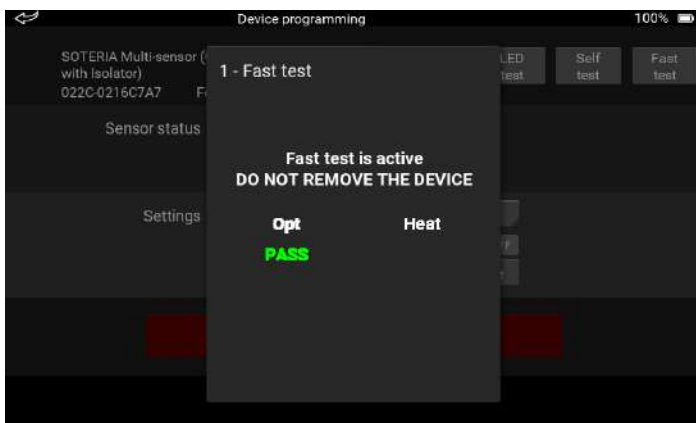 Device programming
100%
SOTERIA Multi-sensor (
with Isolator)
022C-0216C7A7
LED
test
Self
test
Fast
test
1 - Fast test
Sensor status
Fast test is active
DO NOT REMOVE THE DEVICE
Settings
Opt
Heat
PASS